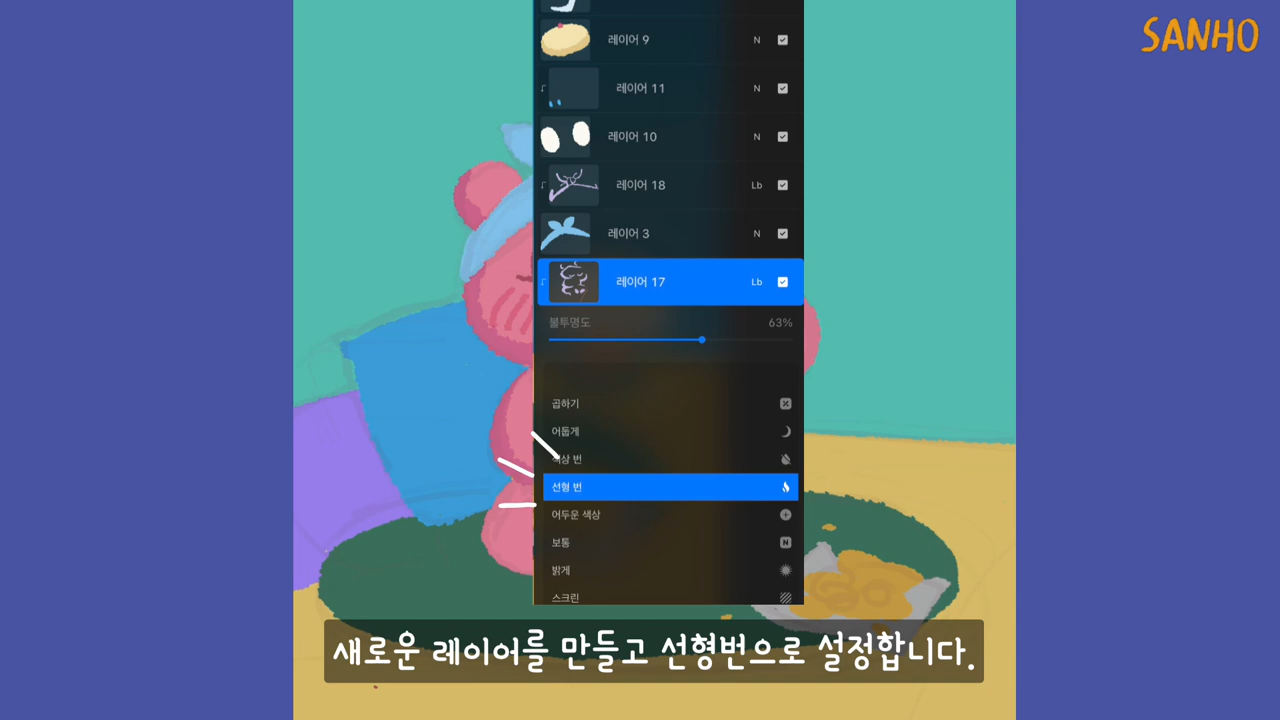 SANHO
레이어 9 N
레이어 11 N
레이어 10 N
레이어 18 Lb
레이어 3 N
레이어 17 Lb
불투명도 63%
곱하기
어둡게
색상 번
선형 번
어두운 색상
보통 N
밝게
스크린
새로운 레이어를 만들고 선형번으로 설정합니다.